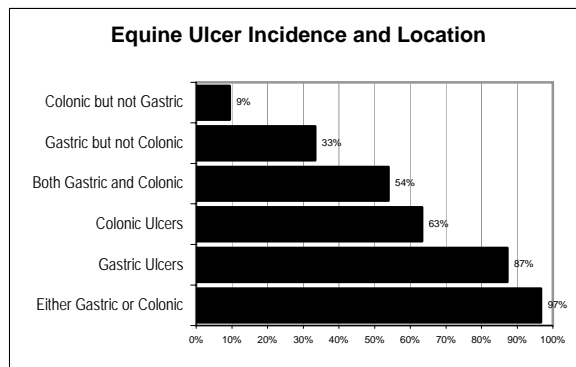 Equine Ulcer Incidence and Location
Colonic but not Gastric 9%
Gastric but not Colonic 33%
Both Gastric and Colonic 54%
Colonic Ulcers 63%
Gastric Ulcers 87%
Either Gastric or Colonic 97%
0% 10% 20% 30% 40% 50% 60% 70% 80% 90% 100%